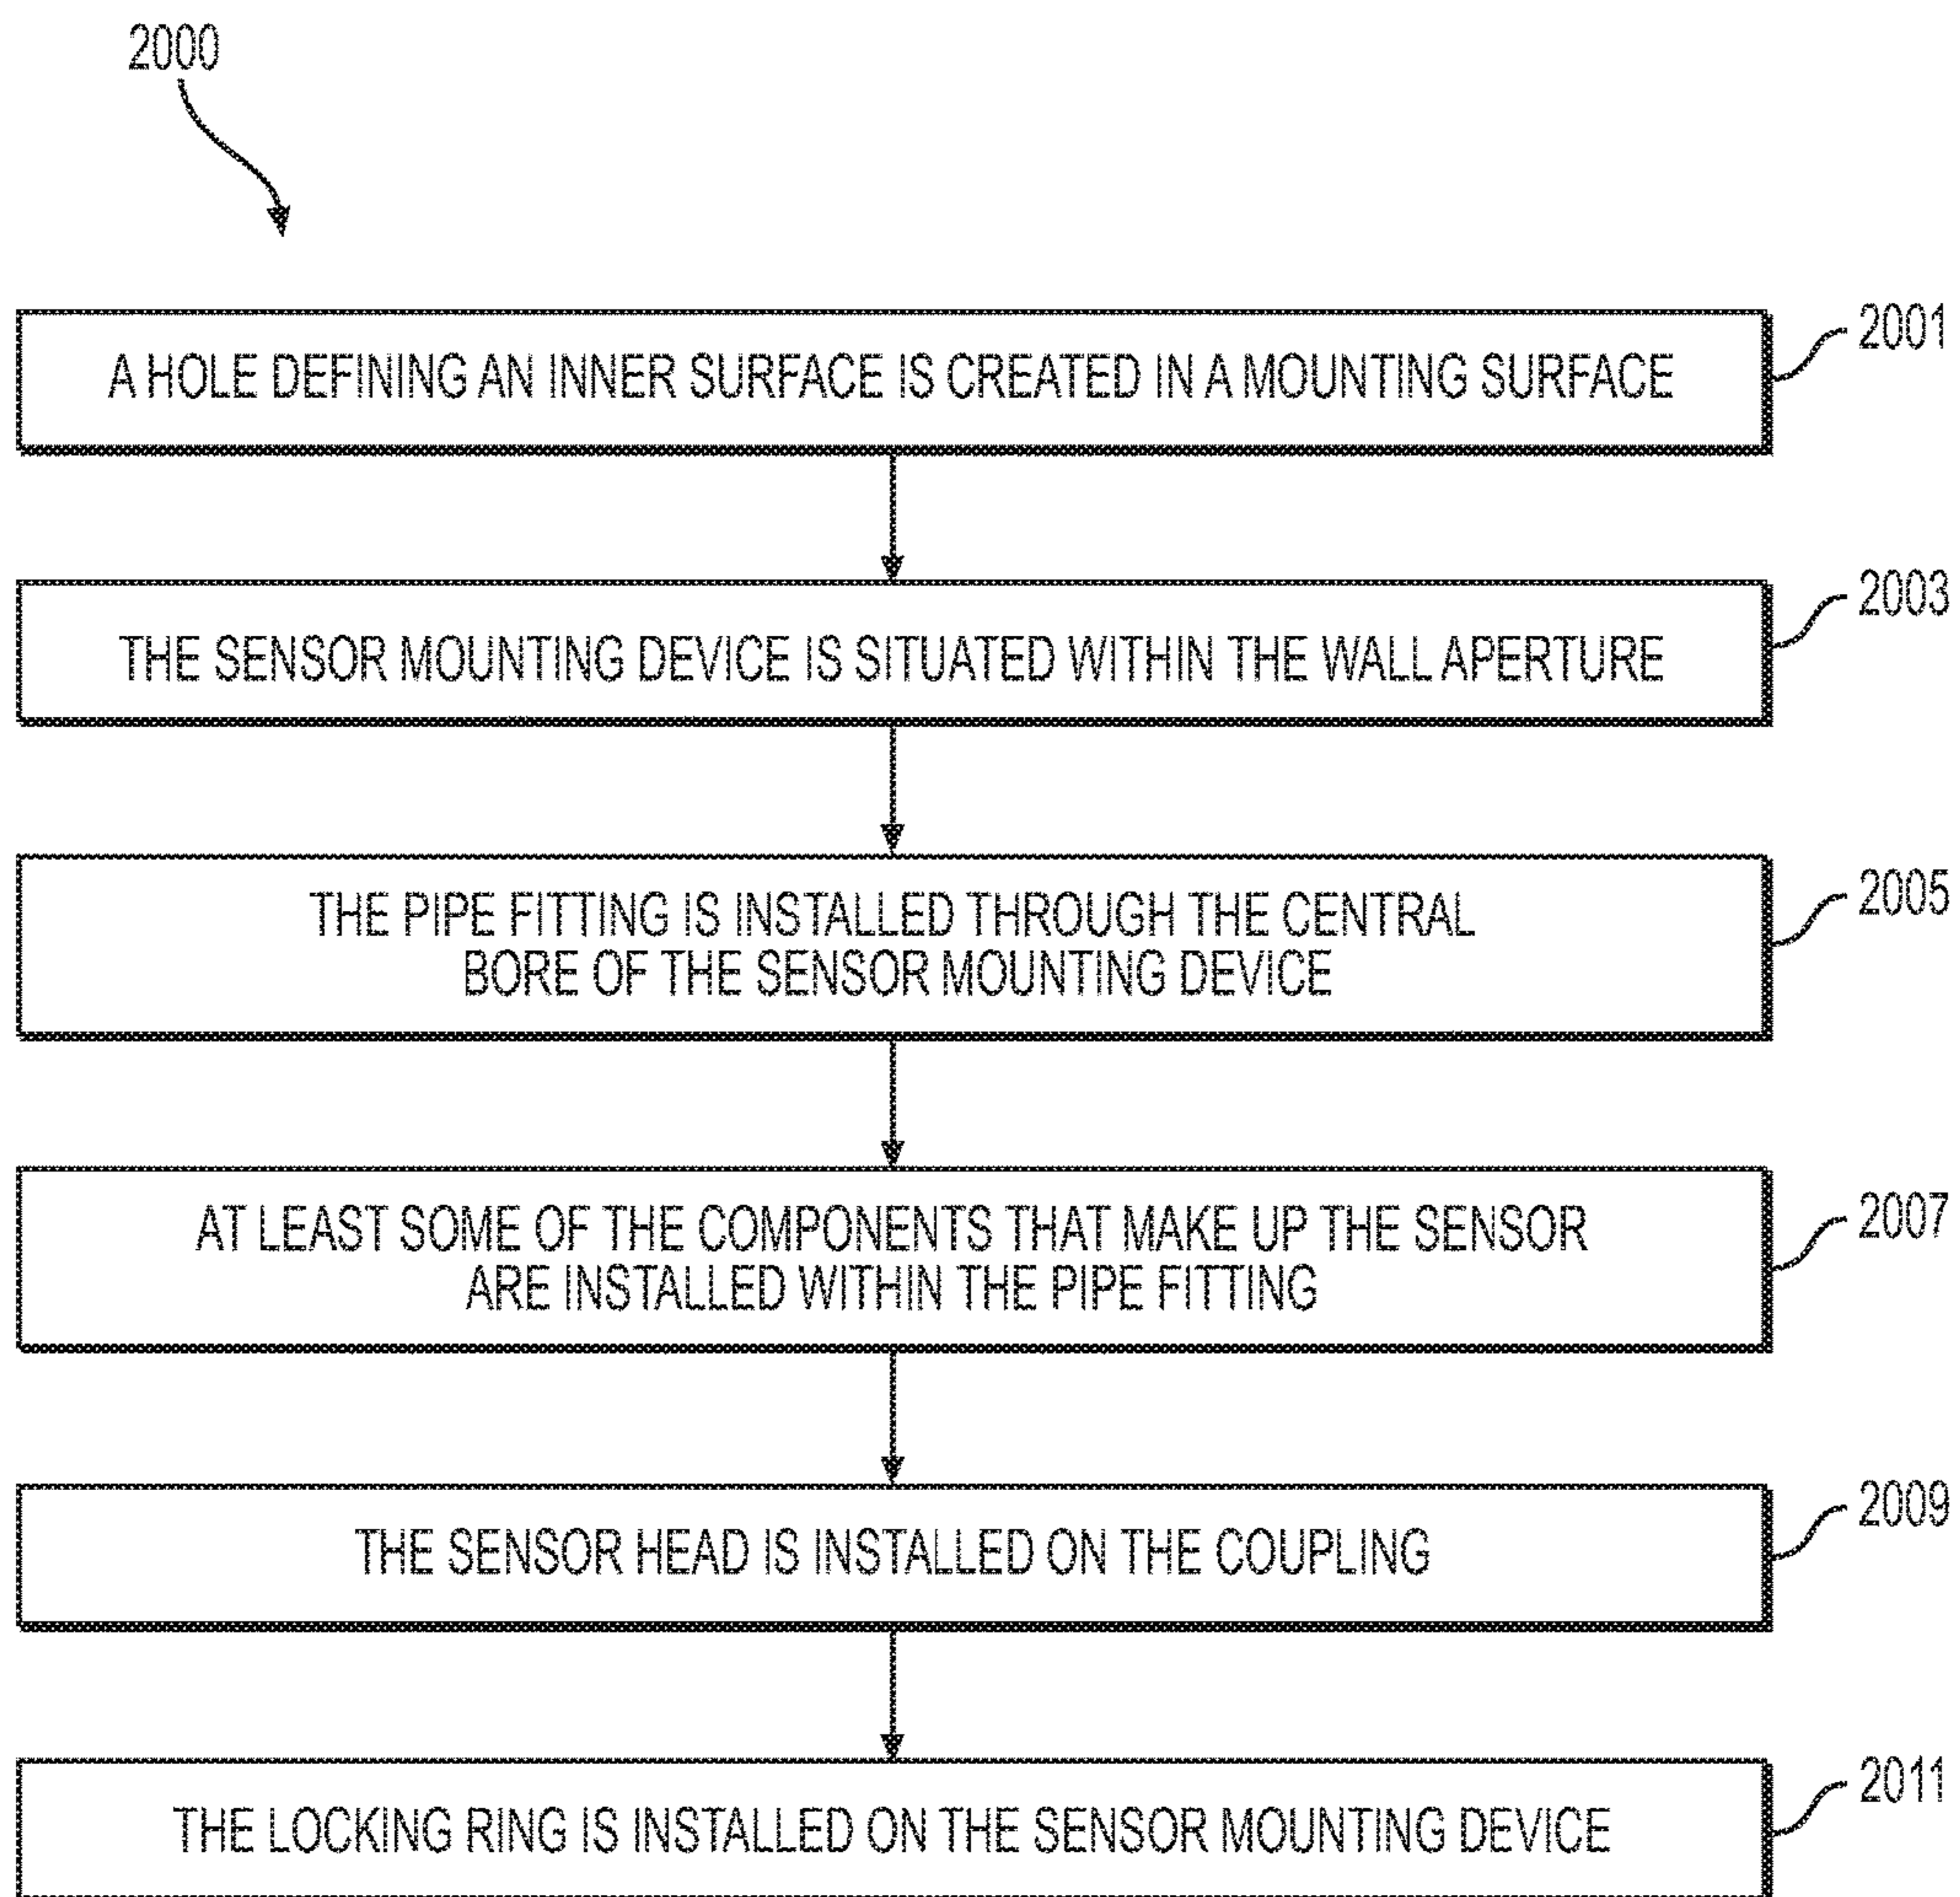 2000
A HOLE DEFINING AN INNER SURFACE IS CREATED IN A MOUNTING SURFACE
2001
THE SENSOR MOUNTING DEVICE IS SITUATED WITHIN THE WALL APERTURE
2003
THE PIPE FITTING IS INSTALLED THROUGH THE CENTRAL
BORE OF THE SENSOR MOUNTING DEVICE
2005
AT LEAST SOME OF THE COMPONENTS THAT MAKE UP THE SENSOR
ARE INSTALLED WITHIN THE PIPE FITTING
2007
THE SENSOR HEAD IS INSTALLED ON THE COUPLING
2009
THE LOCKING RING IS INSTALLED ON THE SENSOR MOUNTING DEVICE
2011